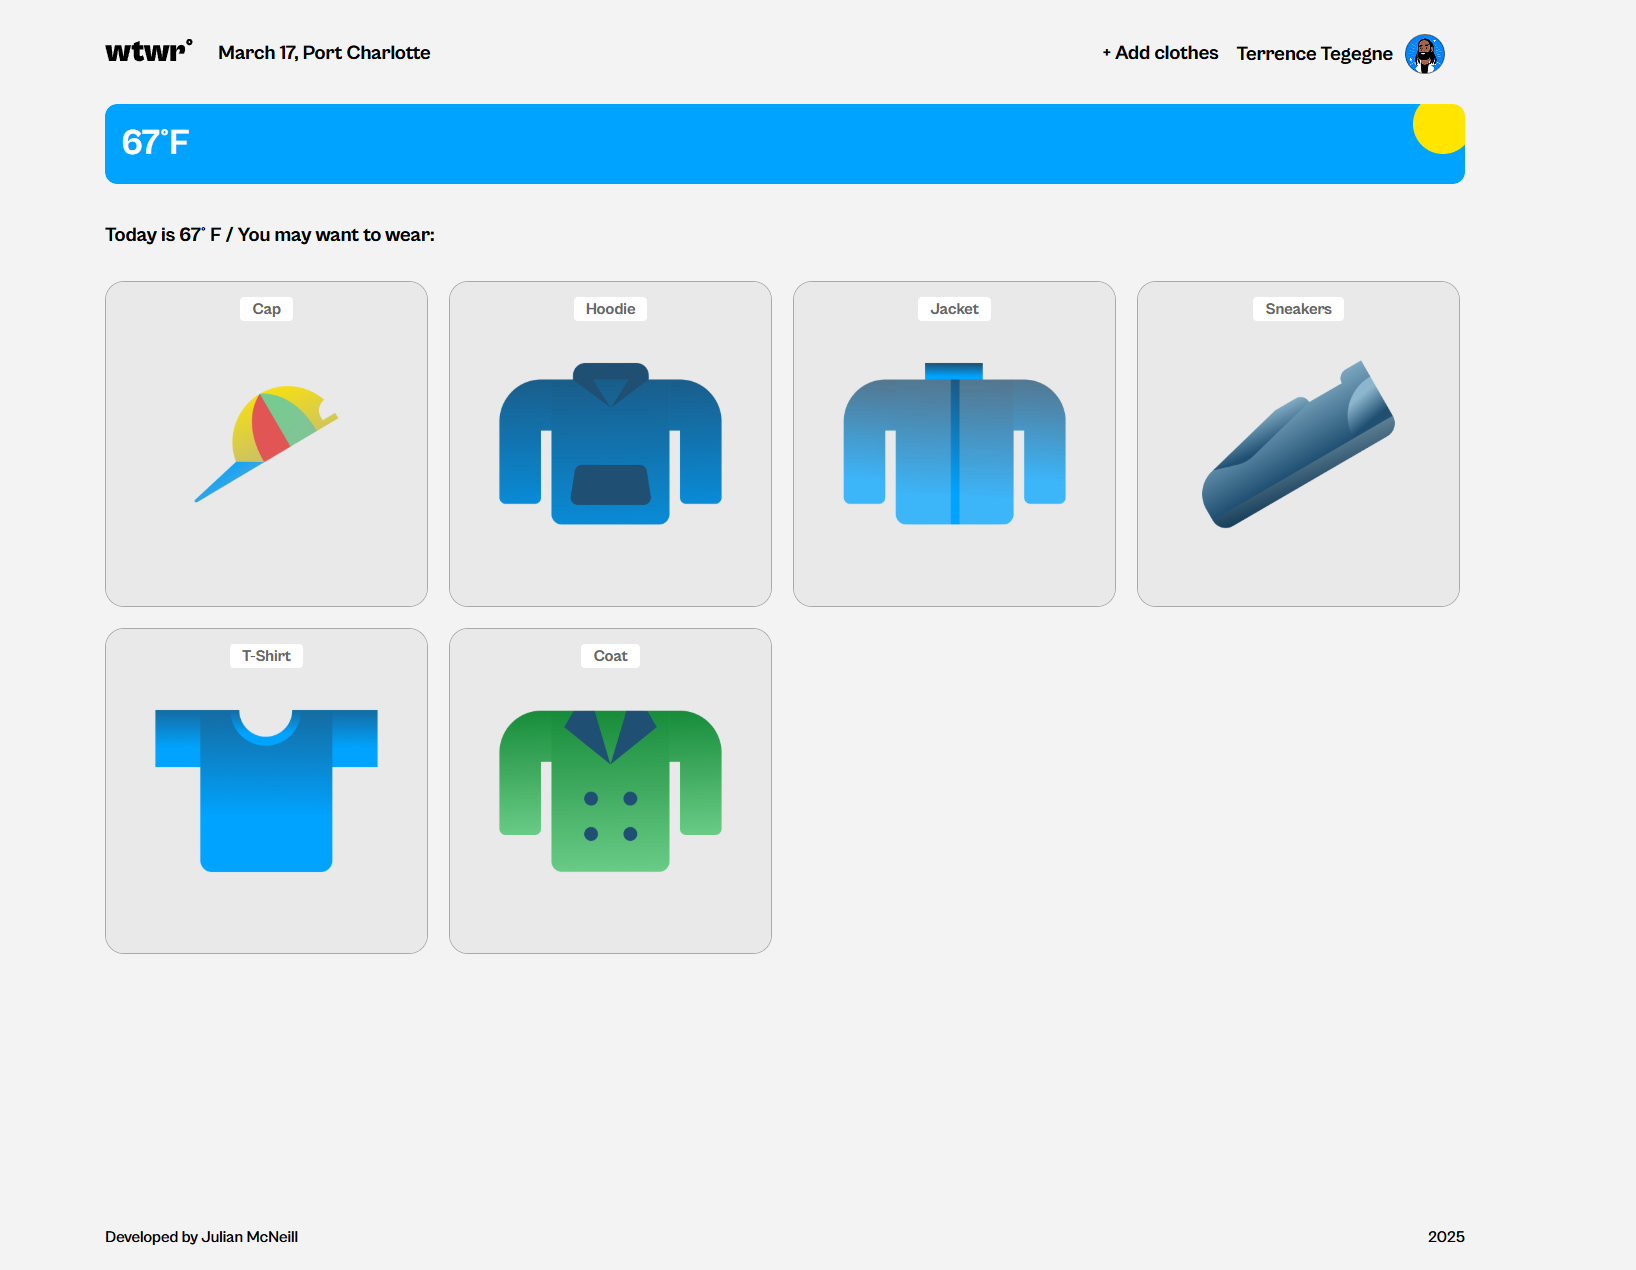 wtwr°
March 17, Port Charlotte
+ Add clothes
Terrence Tegegne
67°F
Today is 67° F / You may want to wear:
Cap
Hoodie
Jacket
Sneakers
T-Shirt
Coat
Developed by Julian McNeill
2025